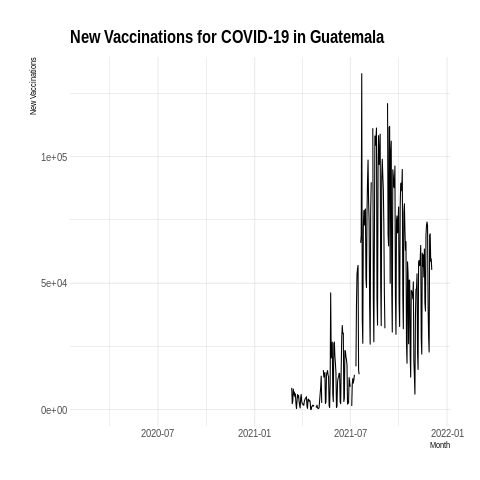 New Vaccinations for COVID-19 in Guatemala
New Vaccinations
1e+05
5e+04
0e+00
2020-07 2021-01 2021-07 2022-01
Month